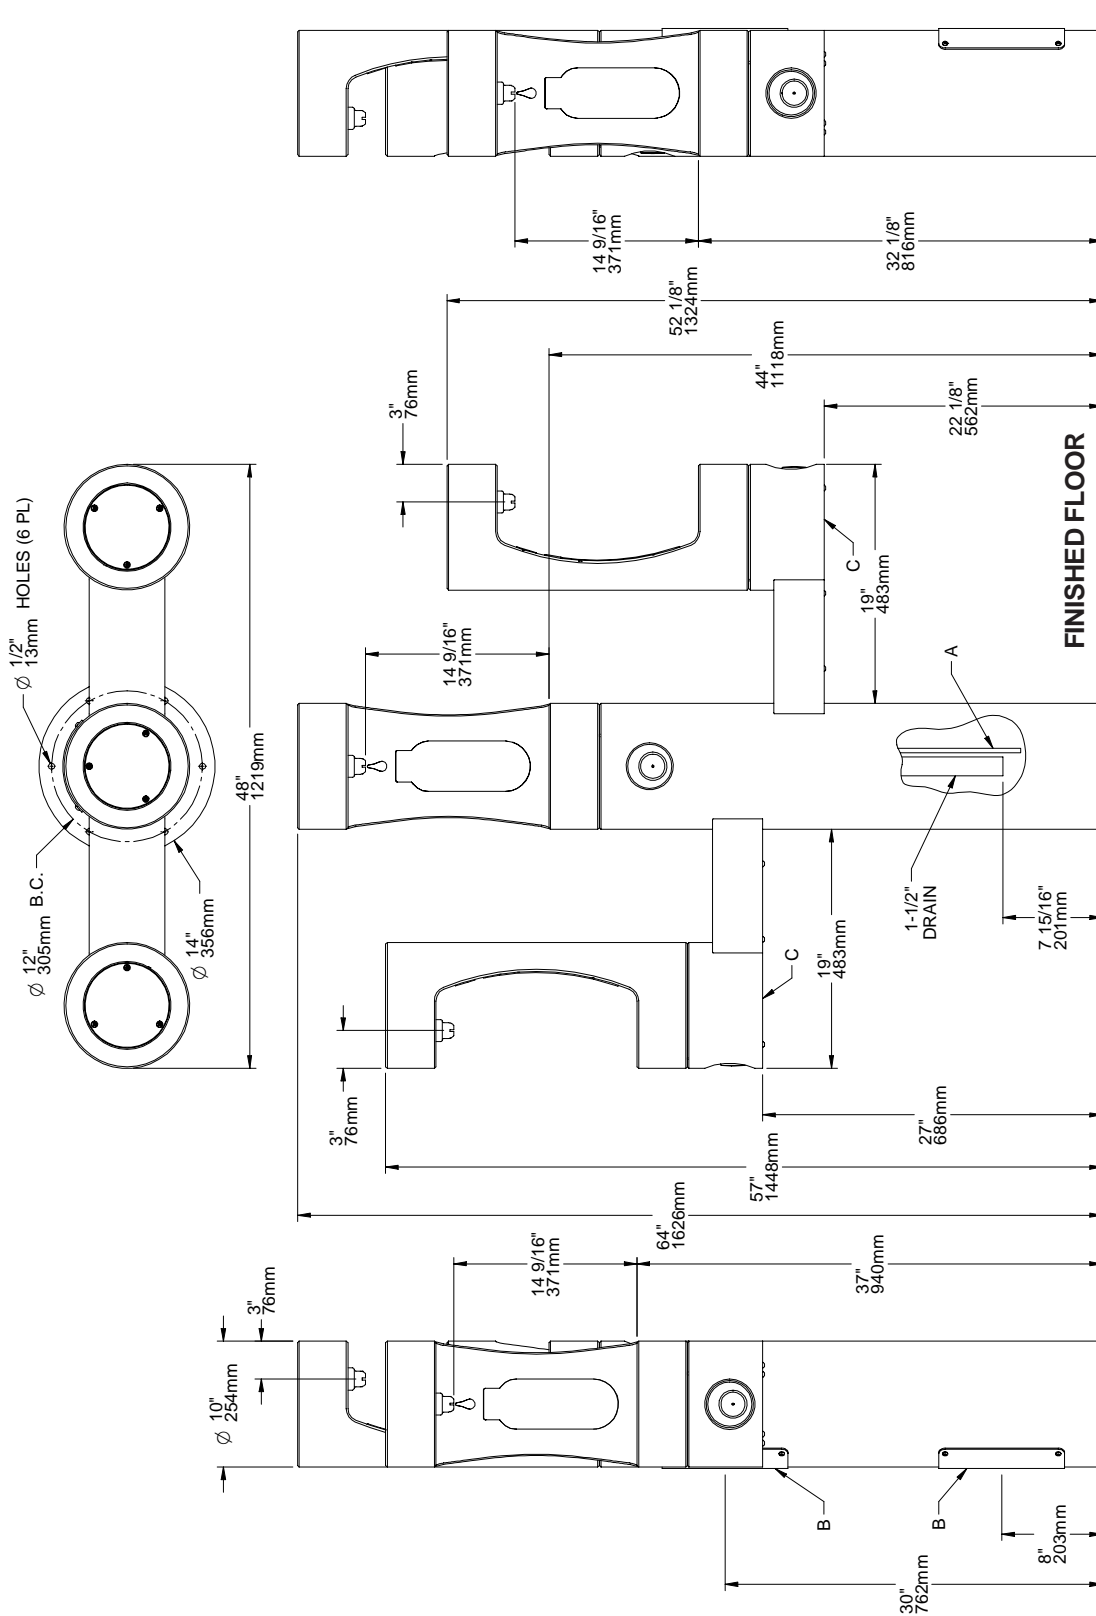 Ø 12"
305mm B.C.
Ø 1/2"
13mm HOLES (6 PL)
Ø 14"
356mm
48"
1219mm
Ø 10"
254mm
3"
76mm
14 9/16"
371mm
37"
940mm
B
B
30"
762mm
8"
203mm
64"
1626mm
57"
1448mm
3"
76mm
27"
686mm
C
19"
483mm
1-1/2"
DRAIN
7 15/16"
201mm
14 9/16"
371mm
A
3"
76mm
C
19"
483mm
FINISHED FLOOR
22 1/8"
562mm
44"
1118mm
52 1/8"
1324mm
14 9/16"
371mm
32 1/8"
816mm